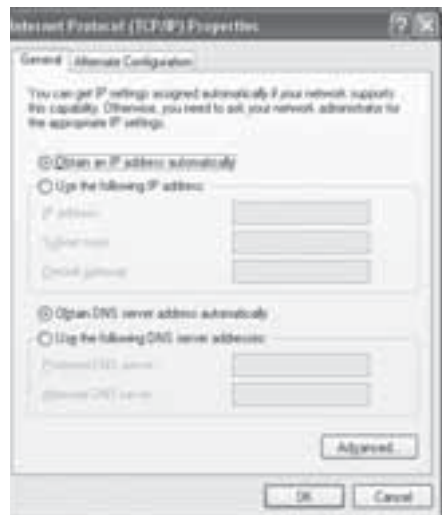 Internet Protocol (TCP/IP) Properties
General
Alternate Configuration
You can get IP settings assigned automatically if your network supports
this capability. Otherwise, you need to ask your network administrator for
the appropriate IP settings.
Obtain an IP address automatically
Use the following IP address:
IP address:
Subnet mask:
Default gateway:
Obtain DNS server address automatically
Use the following DNS server addresses:
Preferred DNS server:
Alternate DNS server:
Advanced...
OK
Cancel